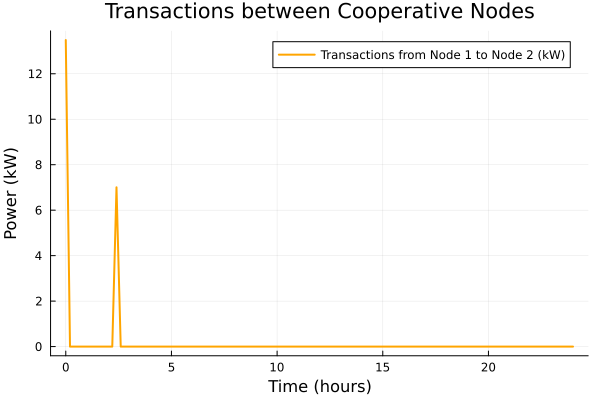 Transactions between Cooperative Nodes
Transactions from Node 1 to Node 2 (kW)
Power (kW)
12
10
8
6
4
2
0
0 5 10 15 20
Time (hours)